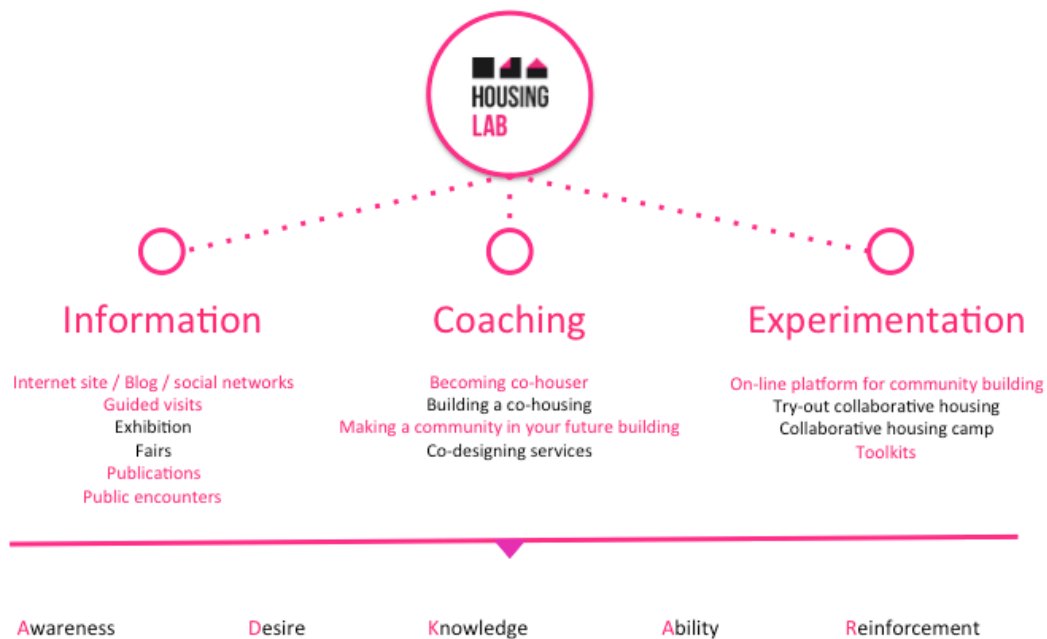 HOUSING
LAB
Information
Internet site / Blog / social networks
Guided visits
Exhibition
Fairs
Publications
Public encounters
Coaching
Becoming co-houser
Building a co-housing
Making a community in your future building
Co-designing services
Experimentation
On-line platform for community building
Try-out collaborative housing
Collaborative housing camp
Toolkits
Awareness Desire Knowledge Ability Reinforcement